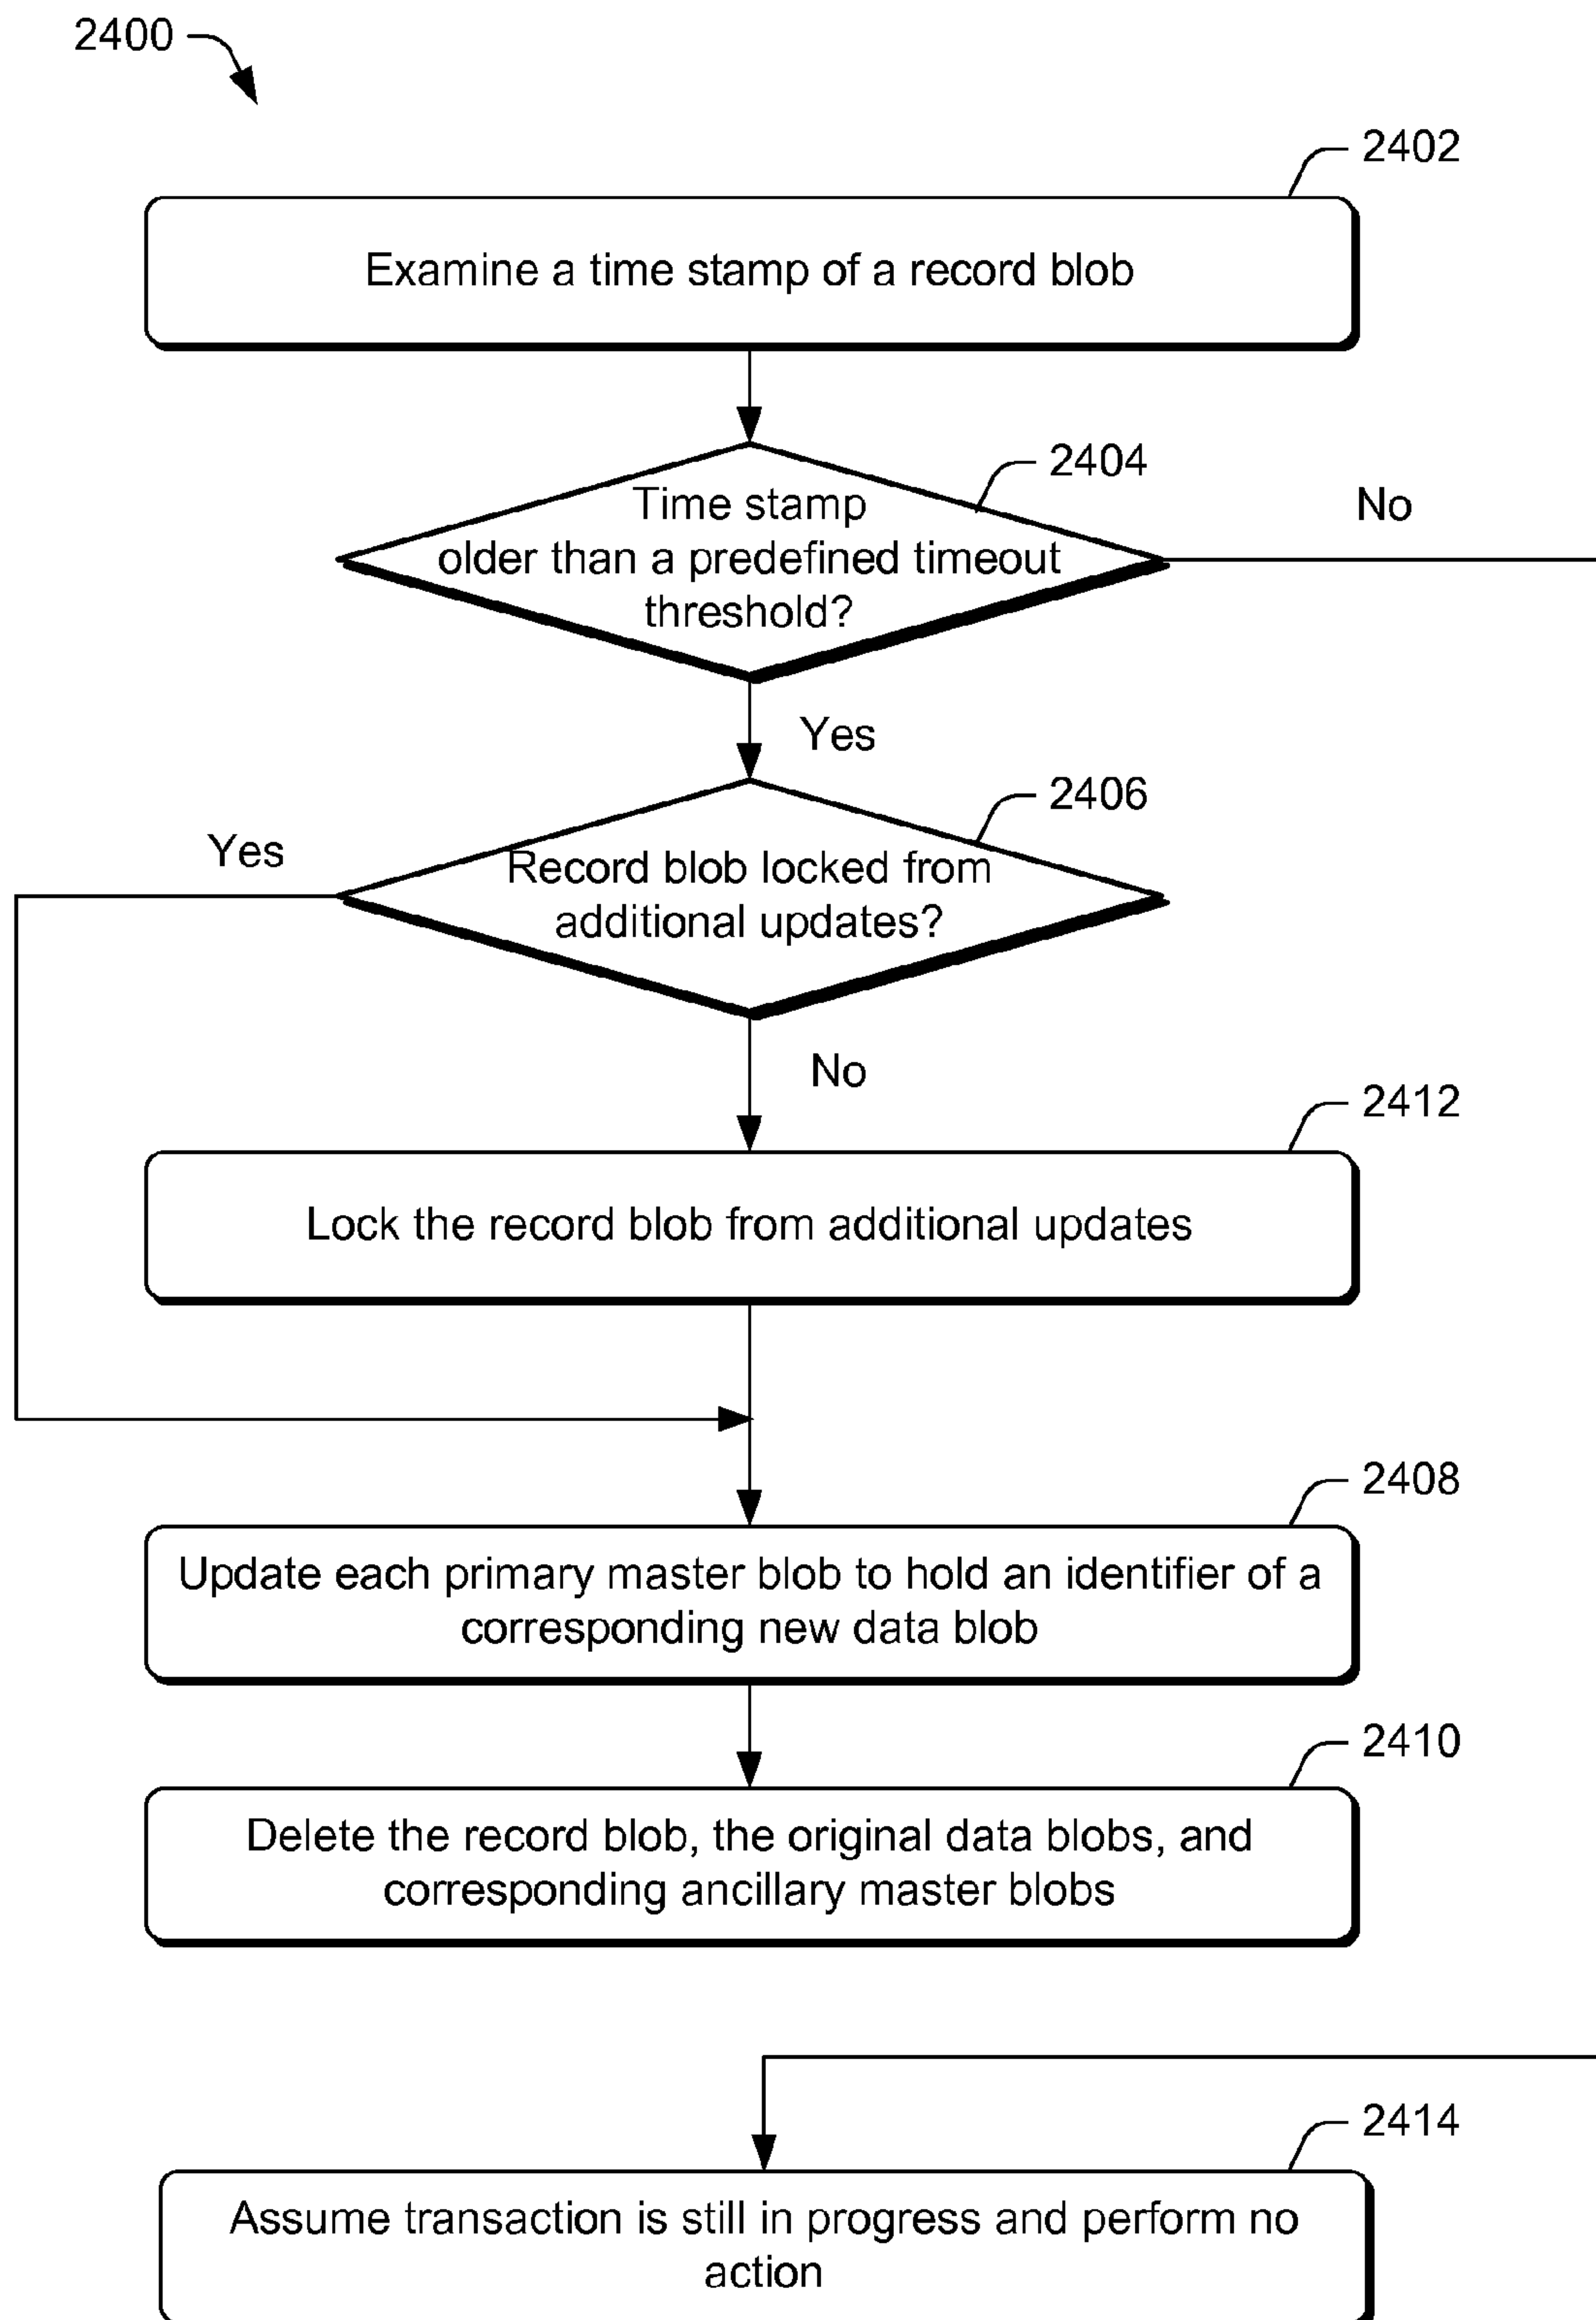 2400
2402
Examine a time stamp of a record blob
2404
Time stamp
older than a predefined timeout
threshold?
No
Yes
2406
Yes
Record blob locked from
additional updates?
No
2412
Lock the record blob from additional updates
2408
Update each primary master blob to hold an identifier of a
corresponding new data blob
2410
Delete the record blob, the original data blobs, and
corresponding ancillary master blobs
2414
Assume transaction is still in progress and perform no
action